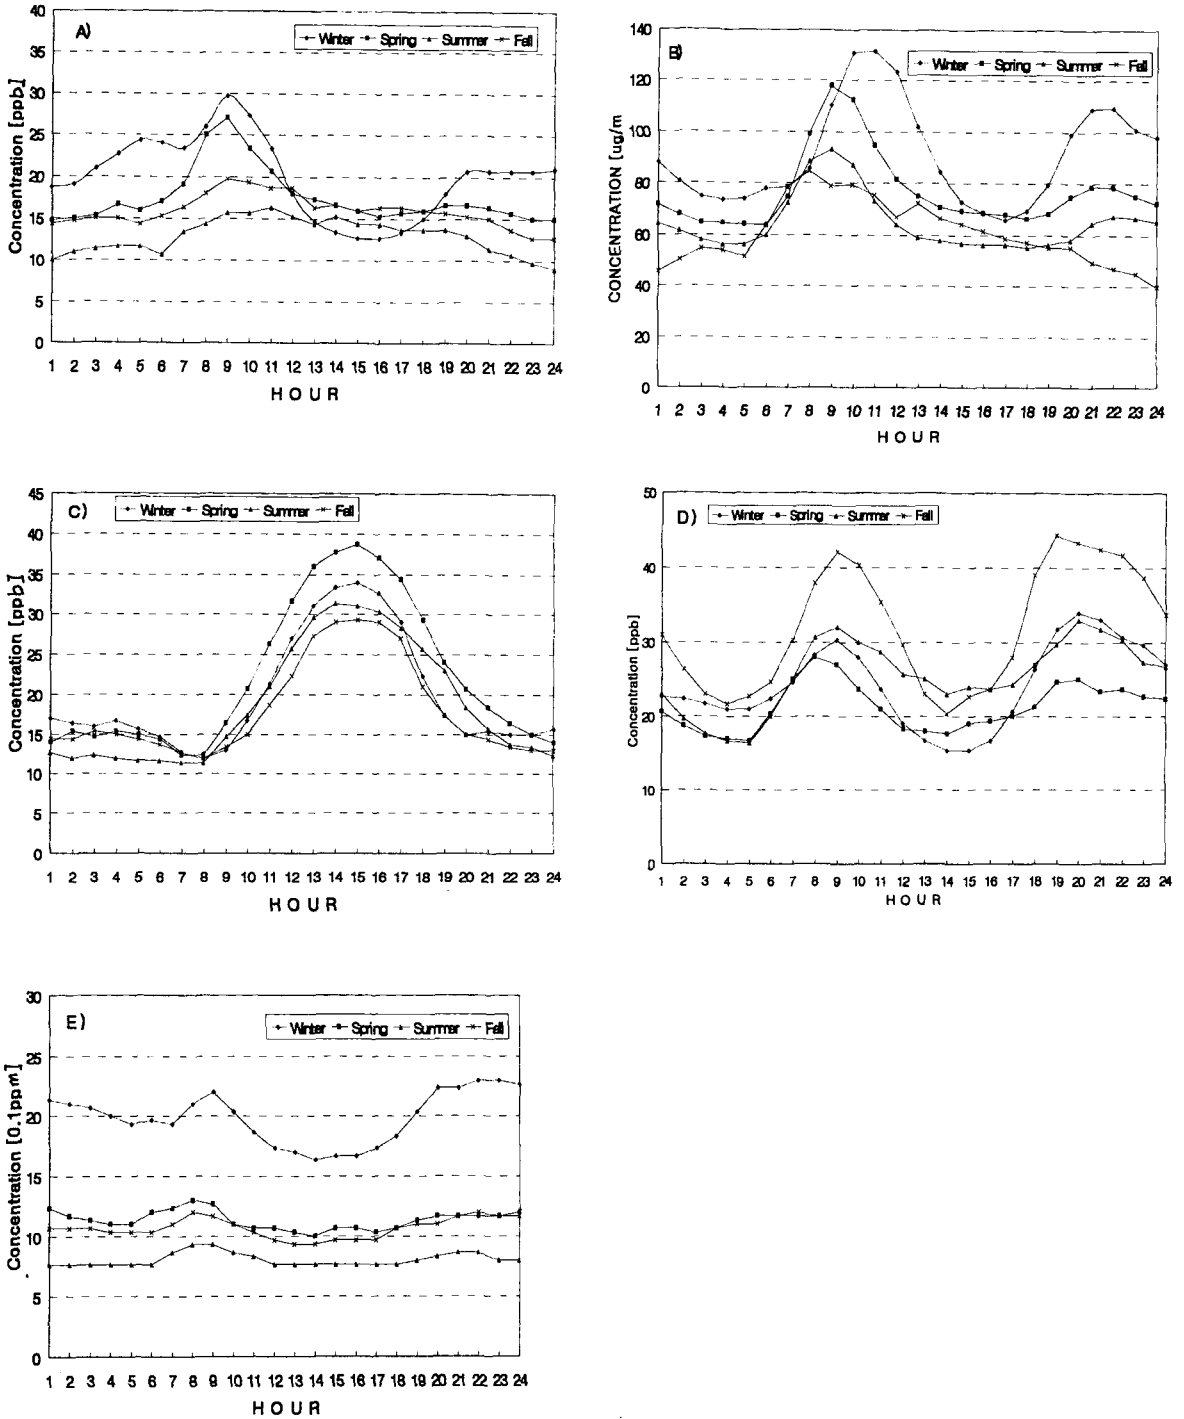 A)
Winter Spring Summer Fall
Concentration [ppb]
40
35
30
25
20
15
10
5
0
1 2 3 4 5 6 7 8 9 10 11 12 13 14 15 16 17 18 19 20 21 22 23 24
HOUR
B)
Winter Spring Summer Fall
CONCENTRATION [ug/m
140
120
100
80
60
40
20
0
1 2 3 4 5 6 7 8 9 10 11 12 13 14 15 16 17 18 19 20 21 22 23 24
HOUR
C)
Winter Spring Summer Fall
Concentration [ppb]
45
40
35
30
25
20
15
10
5
0
1 2 3 4 5 6 7 8 9 10 11 12 13 14 15 16 17 18 19 20 21 22 23 24
HOUR
D)
Winter Spring Summer Fall
Concentration [ppb]
50
40
30
20
10
0
1 2 3 4 5 6 7 8 9 10 11 12 13 14 15 16 17 18 19 20 21 22 23 24
HOUR
E)
Winter Spring Summer Fall
Concentration [0.1ppm]
30
25
20
15
10
5
0
1 2 3 4 5 6 7 8 9 10 11 12 13 14 15 16 17 18 19 20 21 22 23 24
HOUR